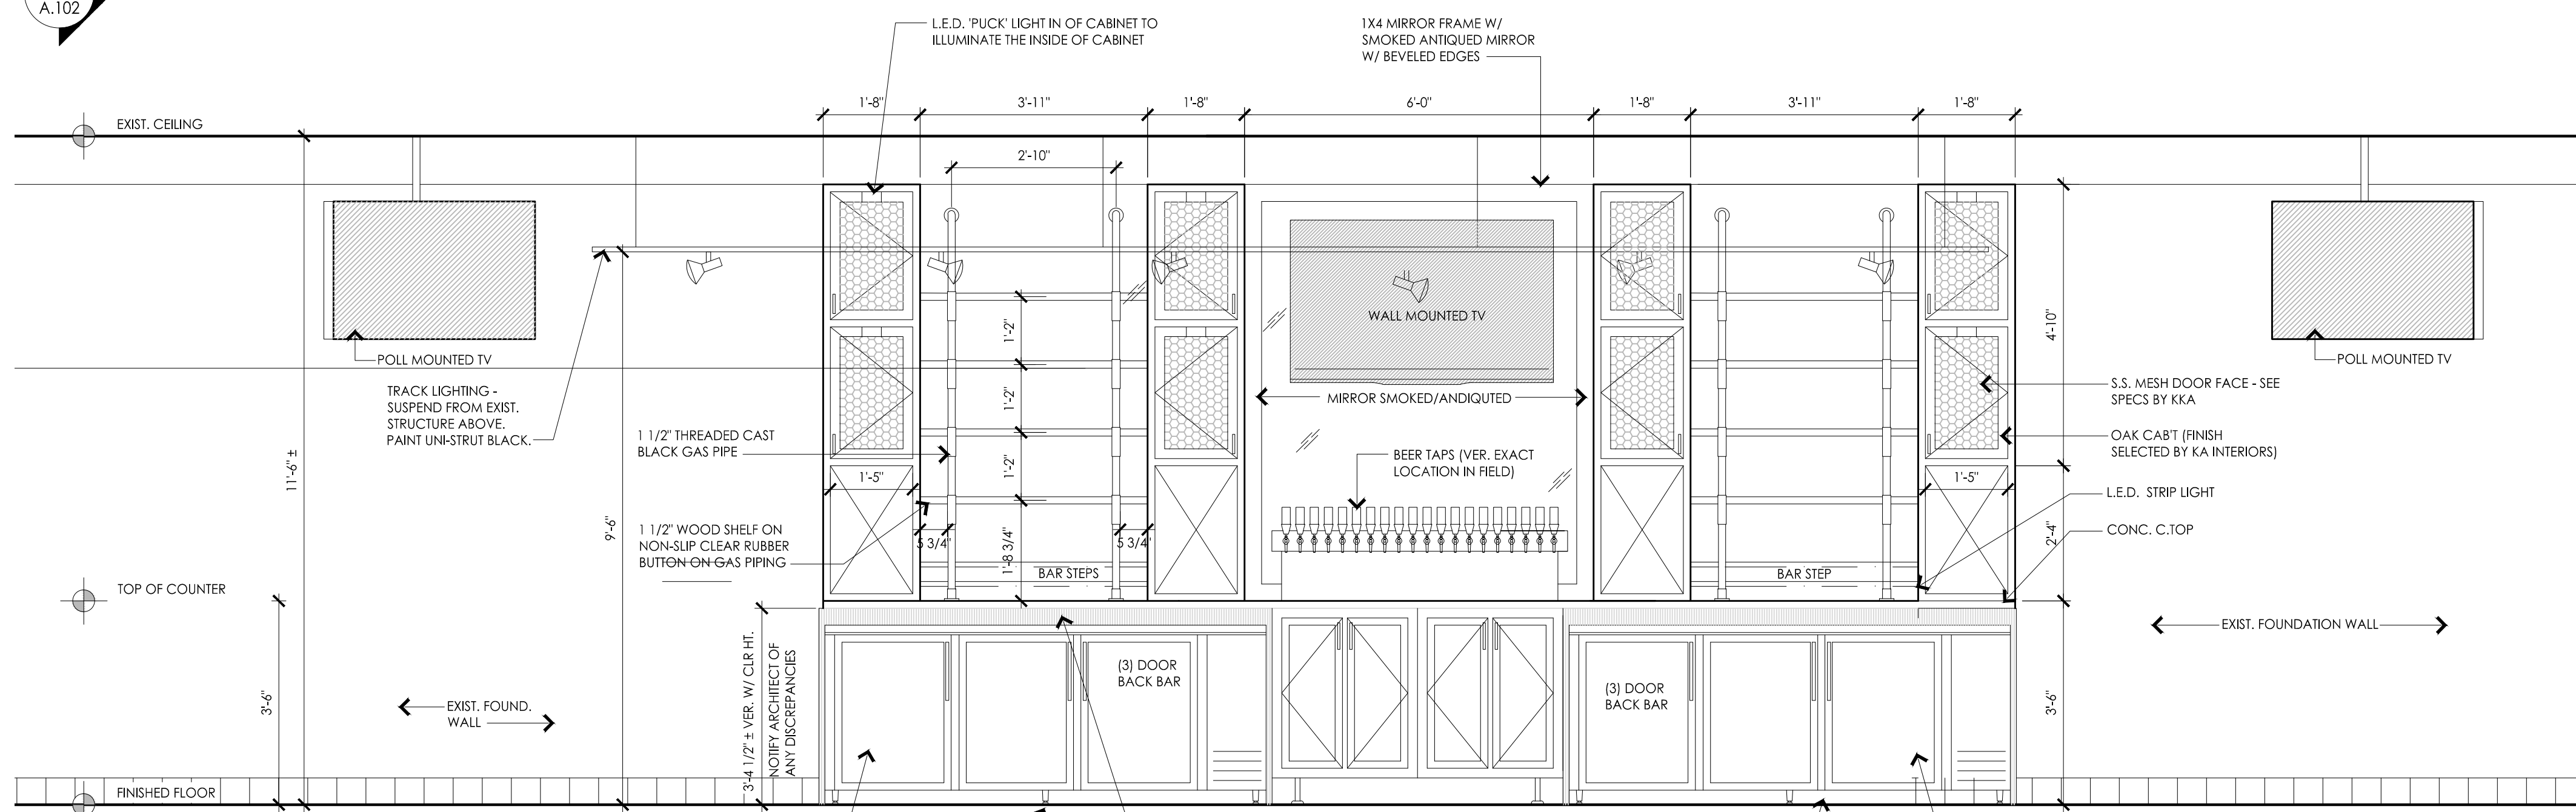 A.102
L.E.D. 'PUCK' LIGHT IN OF CABINET TO
ILLUMINATE THE INSIDE OF CABINET
1X4 MIRROR FRAME W/
SMOKED ANTIQUED MIRROR
W/ BEVELED EDGES
1'-8"
3'-11"
1'-8"
6'-0"
1'-8"
3'-11"
1'-8"
EXIST. CEILING
2'-10"
WALL MOUNTED TV
POLL MOUNTED TV
POLL MOUNTED TV
TRACK LIGHTING -
SUSPEND FROM EXIST.
STRUCTURE ABOVE.
PAINT UNI-STRUT BLACK.
1'-2"
1'-2"
1'-2"
1'-8 3/4"
4'-10"
MIRROR SMOKED/ANDIQUTED
S.S. MESH DOOR FACE - SEE
SPECS BY KKA
1 1/2" THREADED CAST
BLACK GAS PIPE
OAK CAB'T (FINISH
SELECTED BY KA INTERIORS)
BEER TAPS (VER. EXACT
LOCATION IN FIELD)
11'-6" ±
1'-5"
1'-5"
L.E.D. STRIP LIGHT
9'-6"
1 1/2" WOOD SHELF ON
NON-SLIP CLEAR RUBBER
BUTTON ON GAS PIPING
5 3/4"
5 3/4"
2'-4"
CONC. C.TOP
BAR STEPS
BAR STEP
TOP OF COUNTER
EXIST. FOUNDATION WALL
3'-6"
EXIST. FOUND.
WALL
3'-4 1/2" ± VER. W/ CLR HT.
NOTIFY ARCHITECT OF
ANY DISCREPANCIES
(3) DOOR
BACK BAR
(3) DOOR
BACK BAR
3'-6"
FINISHED FLOOR